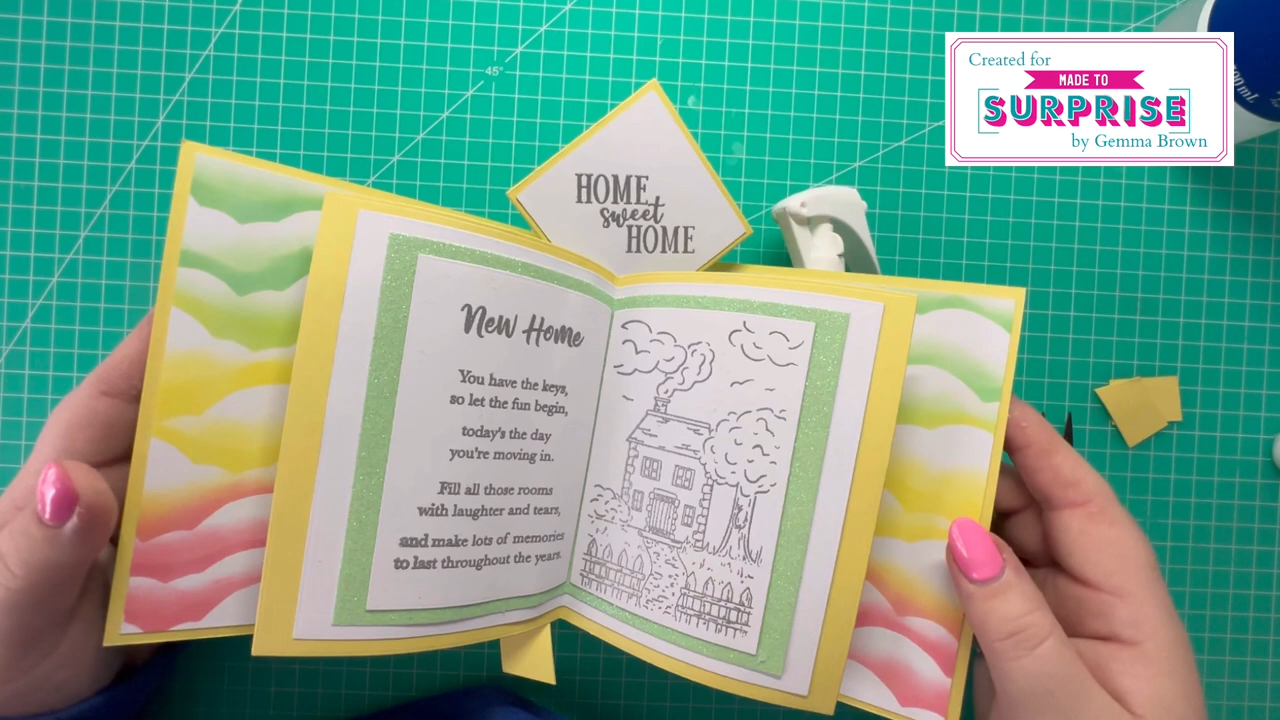 45°
Created for
MADE TO
SURPRISE
by Gemma Brown
HOME
sweet
HOME
New Home
You have the keys,
so let the fun begin,
today's the day
you're moving in.
Fill all those rooms
with laughter and tears,
and make lots of memories
to last throughout the years.